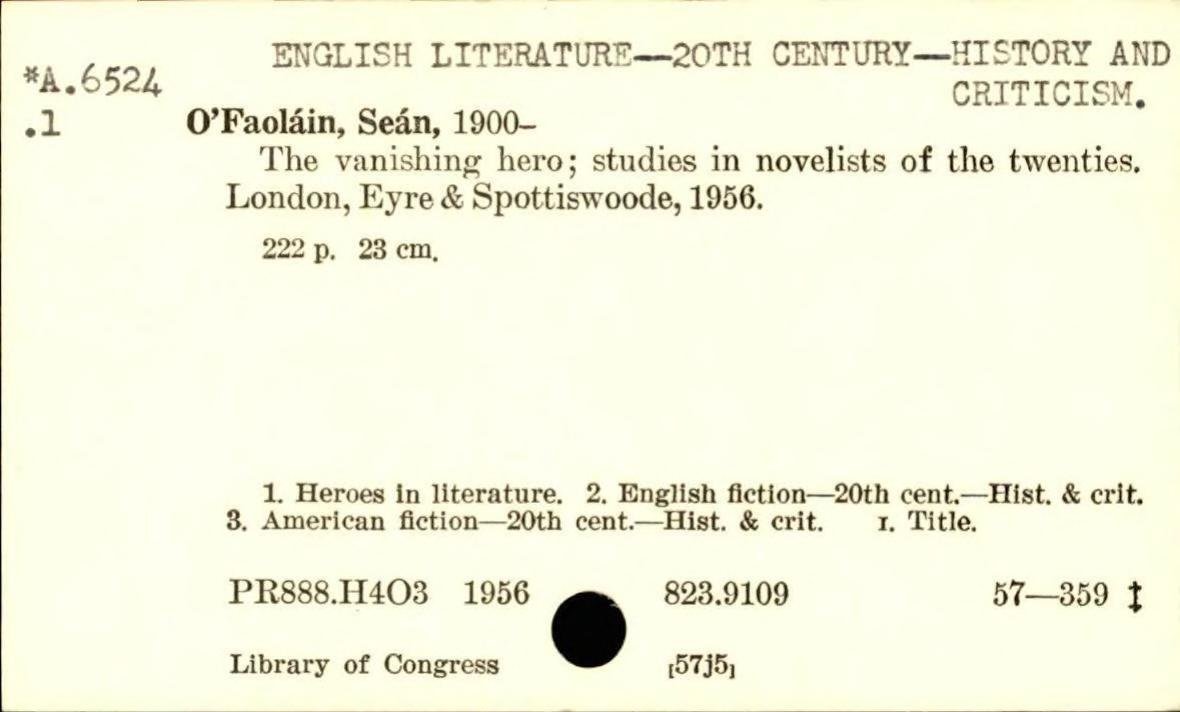 ENGLISH LITERATURE—20TH CENTURY—HISTORY AND
CRITICISM.
*A.6524
.1
O'Faoláin, Seán, 1900–
The vanishing hero; studies in novelists of the twenties.
London, Eyre & Spottiswoode, 1956.
222 p. 23 cm.
1. Heroes in literature. 2. English fiction—20th cent.—Hist. & crit.
3. American fiction—20th cent.—Hist. & crit. I. Title.
PR888.H4O3 1956 823.9109 57—359 ‡
Library of Congress [57j5]